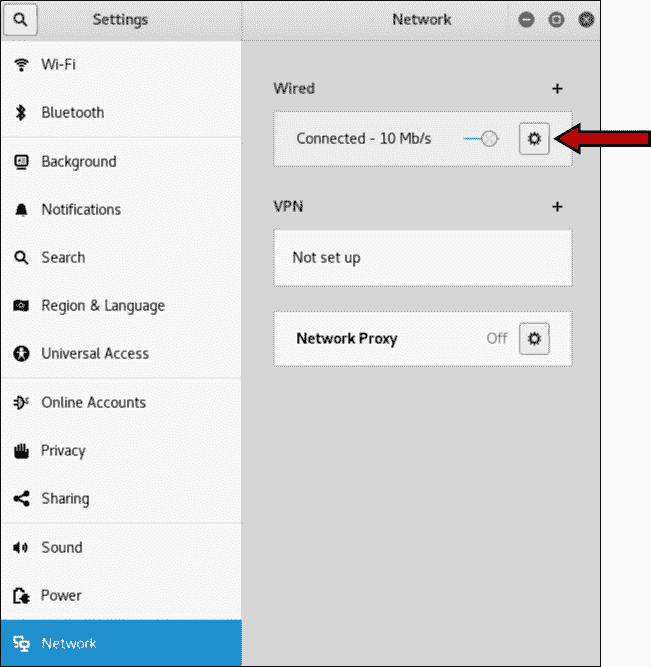 Settings
Network
Wi-Fi
Bluetooth
Background
Notifications
Search
Region & Language
Universal Access
Online Accounts
Privacy
Sharing
Sound
Power
Network
Wired
Connected - 10 Mb/s
VPN
Not set up
Network Proxy Off